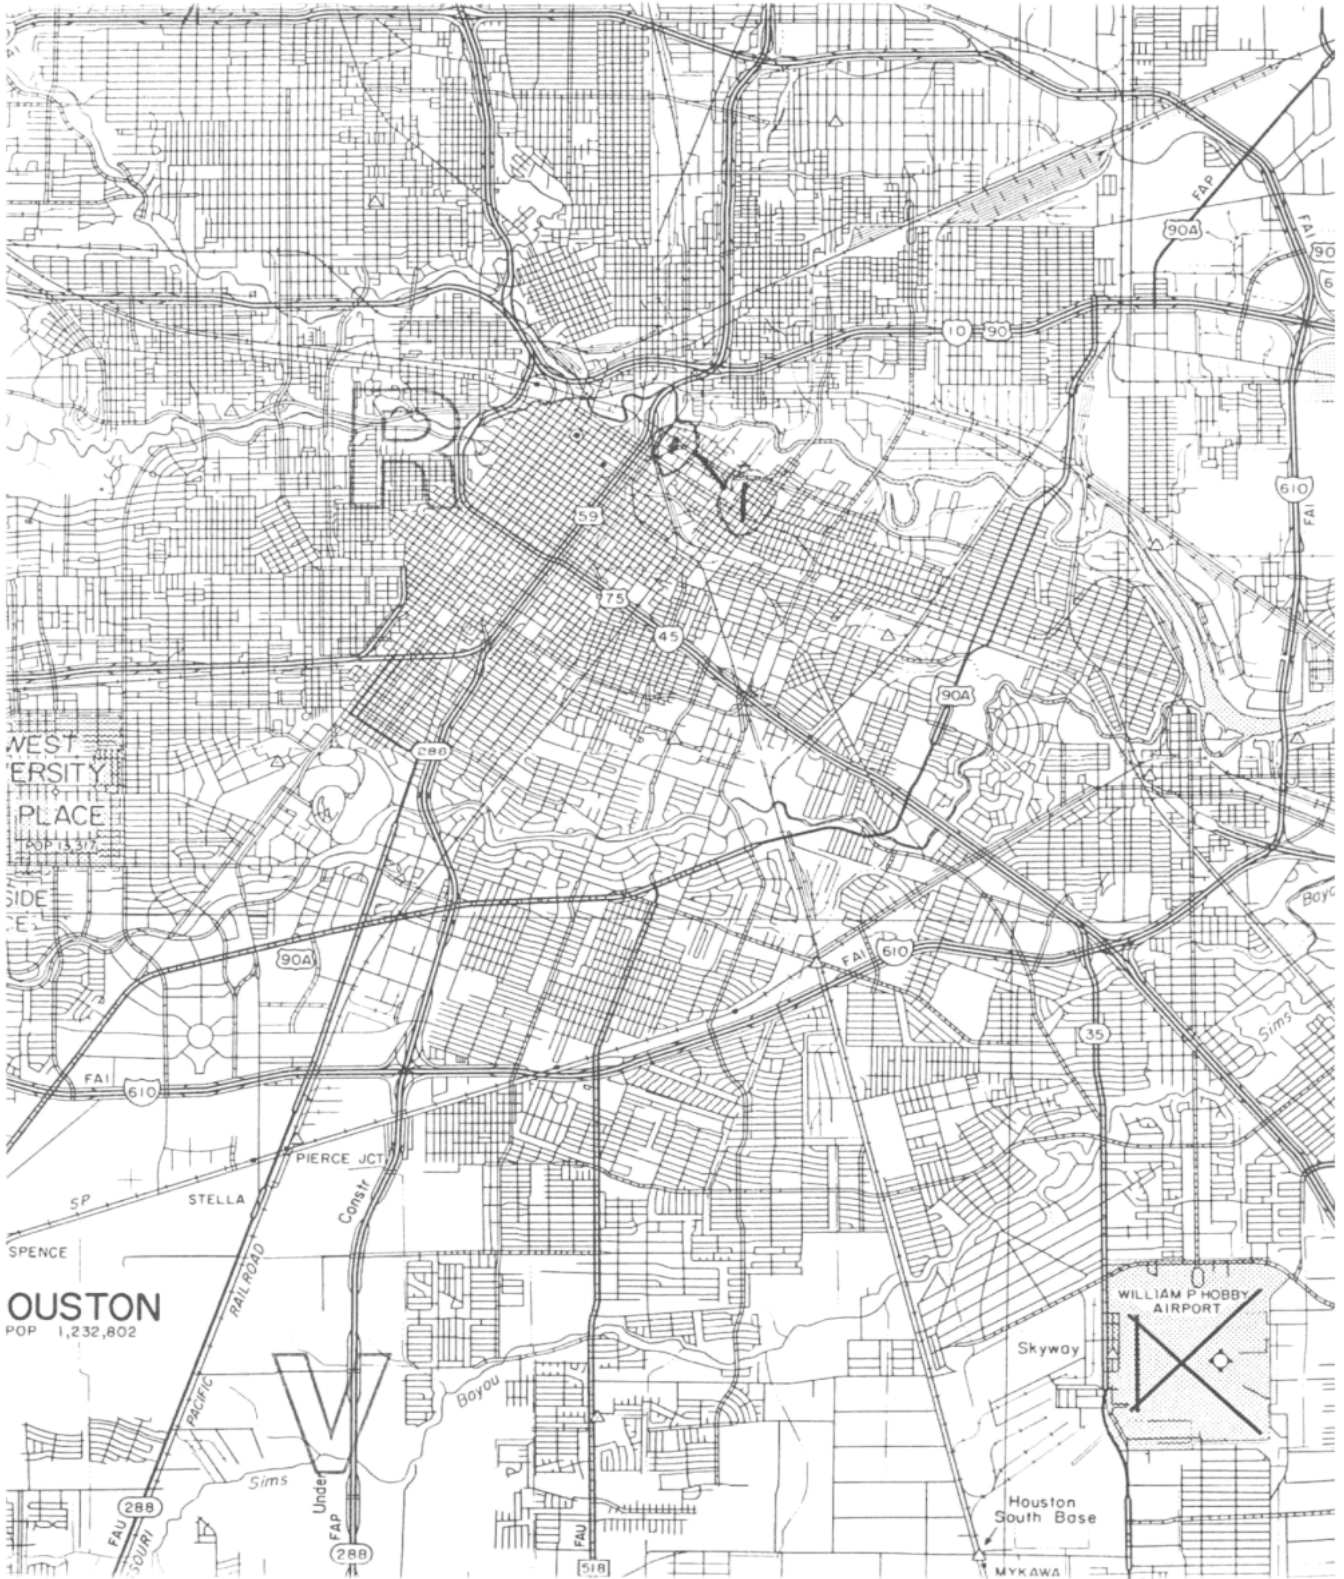 FAP
90A
FAI
90
6
10
90
R
610
FAI
59
75
45
90A
WEST
ERSITY
PLACE
POP 13,317
288
SIDE
E
90A
FAI
610
35
Sims
FAI
610
PIERCE JCT
SP
STELLA
Constr
SPENCE
RAILROAD
OUSTON
POP 1,232,802
WILLIAM P HOBBY
AIRPORT
Skyway
V
PACIFIC
Bayou
Sims
Under
288
FAU
SOURI
FAP
288
FAU
518
Houston
South Base
MYKAWA